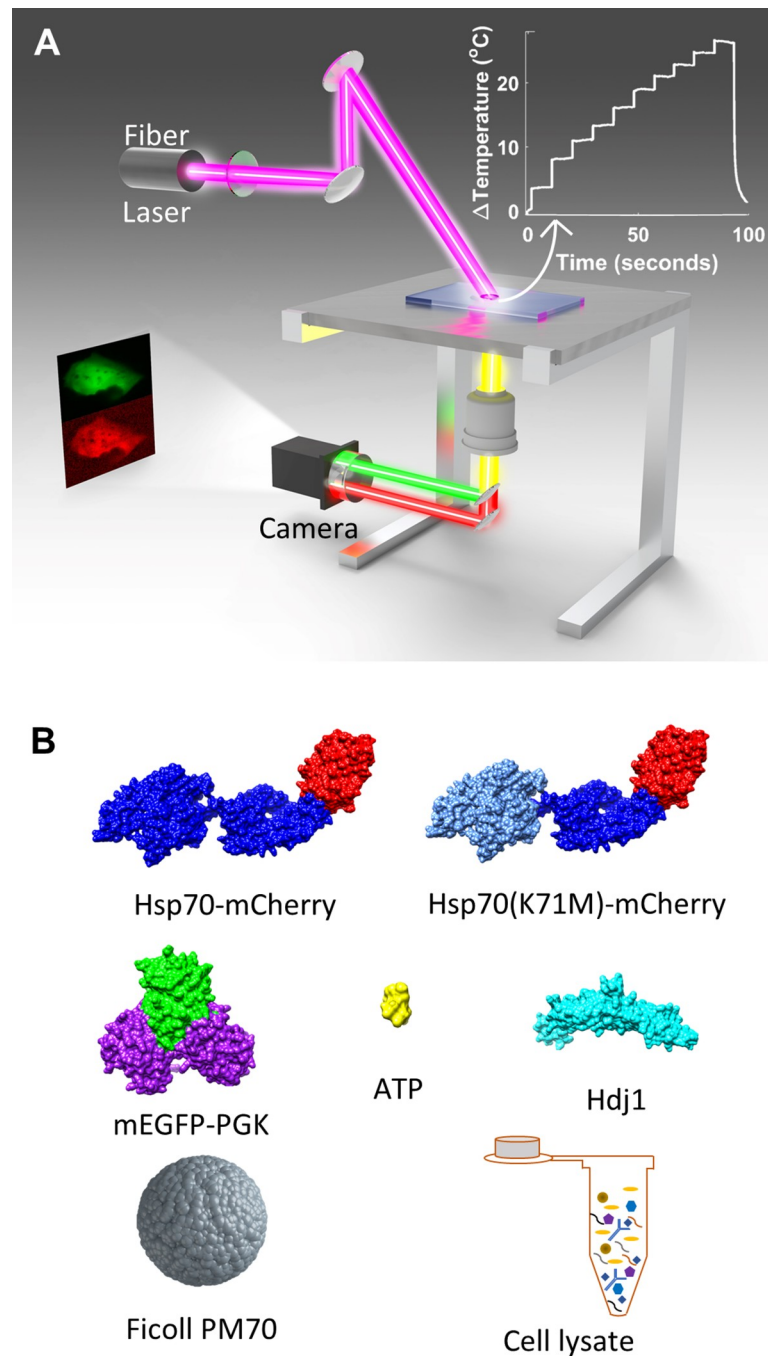 A
Fiber
Laser
Camera
ΔTemperature (°C)
20
10
0
0 50 100
Time (seconds)
B
Hsp70-mCherry
Hsp70(K71M)-mCherry
mEGFP-PGK
ATP
Hdj1
Ficoll PM70
Cell lysate